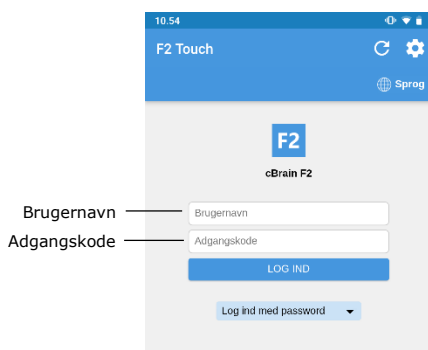 10.54
F2 Touch
Sprog
F2
cBrain F2
Brugernavn
Brugernavn
Adgangskode
Adgangskode
LOG IND
Log ind med password